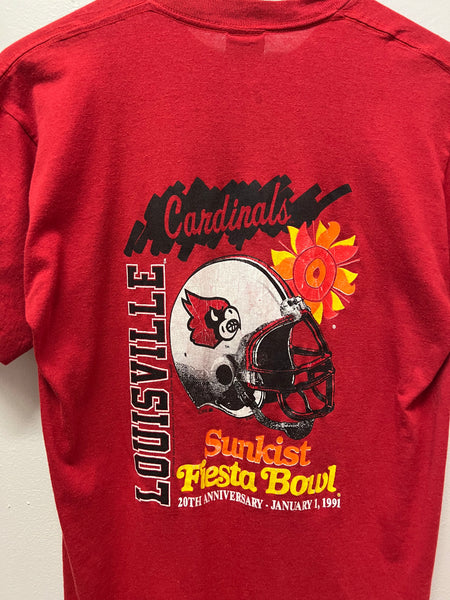 Cardinals
LOUISVILLE
Sunkist
Fiesta Bowl
®
20TH ANNIVERSARY - JANUARY 1, 1991